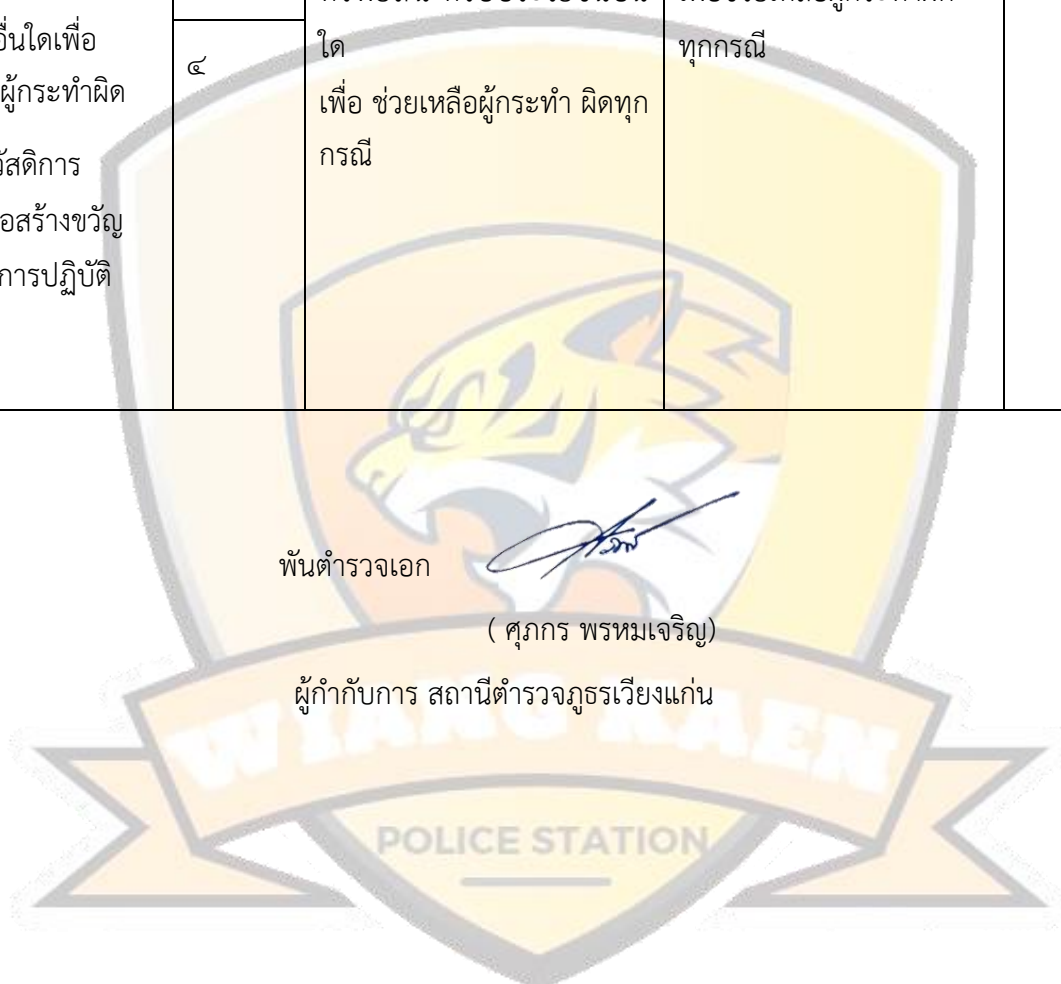 อื่นใดเพื่อ
ผู้กระทำผิด
วัสดิการ
อสร้างขวัญ
การปฏิบัติ
๔
ใด
เพื่อ ช่วยเหลือผู้กระทำ ผิดทุก
กรณี
ทุกกรณี
พันตำรวจเอก
( ศุภกร พรหมเจริญ)
ผู้กำกับการ สถานีตำรวจภูธรเวียงแก่น
WIANG KAEN
POLICE STATION